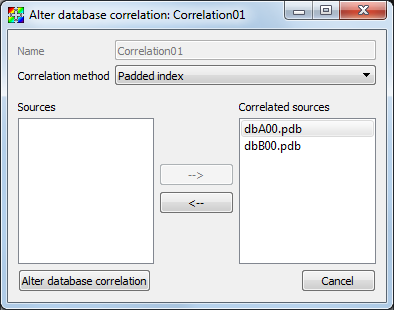 Alter database correlation: Correlation01
Name
Correlation01
Correlation method
Padded index
Sources
Correlated sources
dbA00.pdb
dbB00.pdb
-->
<--
Alter database correlation
Cancel